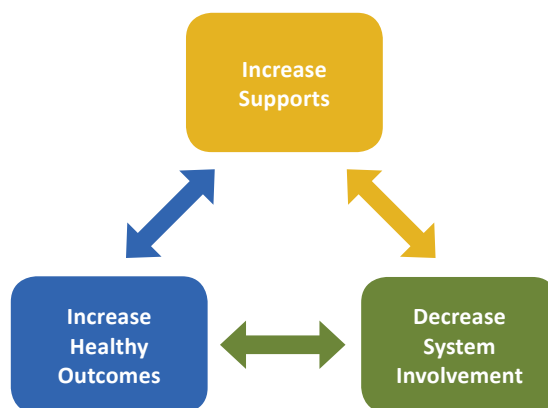 Increase
Supports
Increase
Healthy
Outcomes
Decrease
System
Involvement